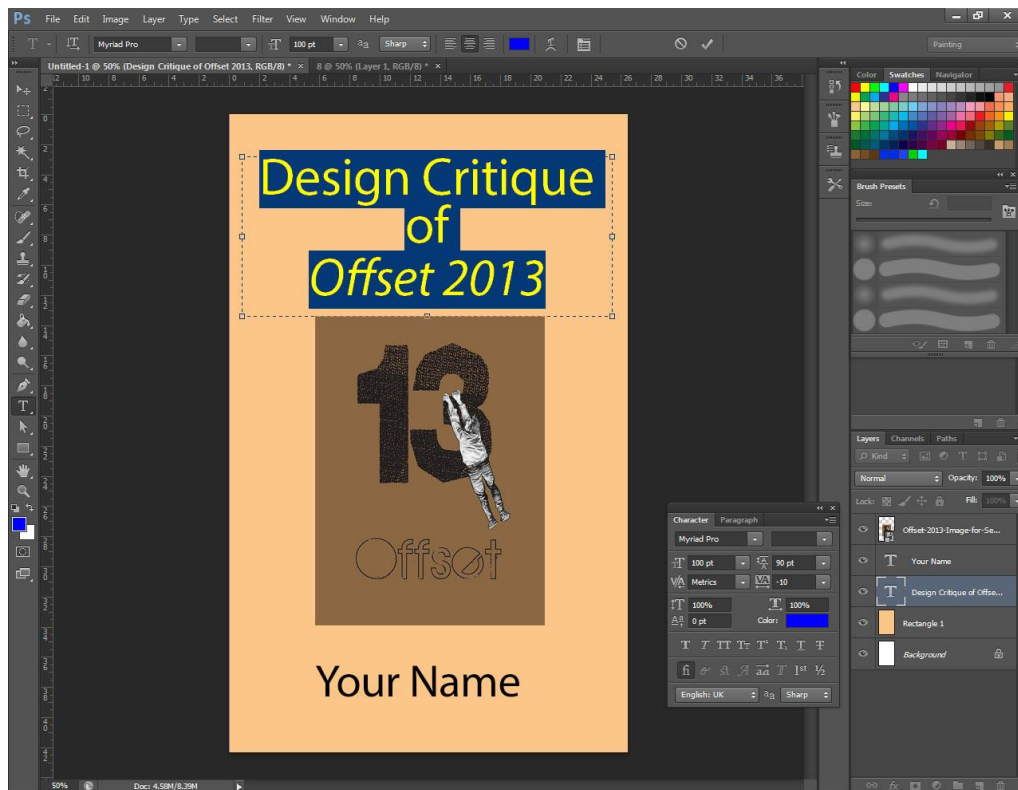 Ps File Edit Image Layer Type Select Filter View Window Help
T Myriad Pro 100 pt aa Sharp Painting
Untitled-1 @ 50% (Design Critique of Offset 2013, RGB/8) * × 8 @ 50% (Layer 1, RGB/8) * ×
Color Swatches Navigator
Design Critique
of
Offset 2013
Brush Presets
Size:
13
Offset
Your Name
Character Paragraph
Myriad Pro
100 pt 90 pt
Metrics -10
100% 100%
0 pt Color:
English: UK aa Sharp
Layers Channels Paths
Kind
Normal Opacity: 100%
Lock: Fill: 100%
Offset-2013-Image-for-Se...
Your Name
Design Critique of Offse...
Rectangle 1
Background
50% Doc: 4.58M/8.39M